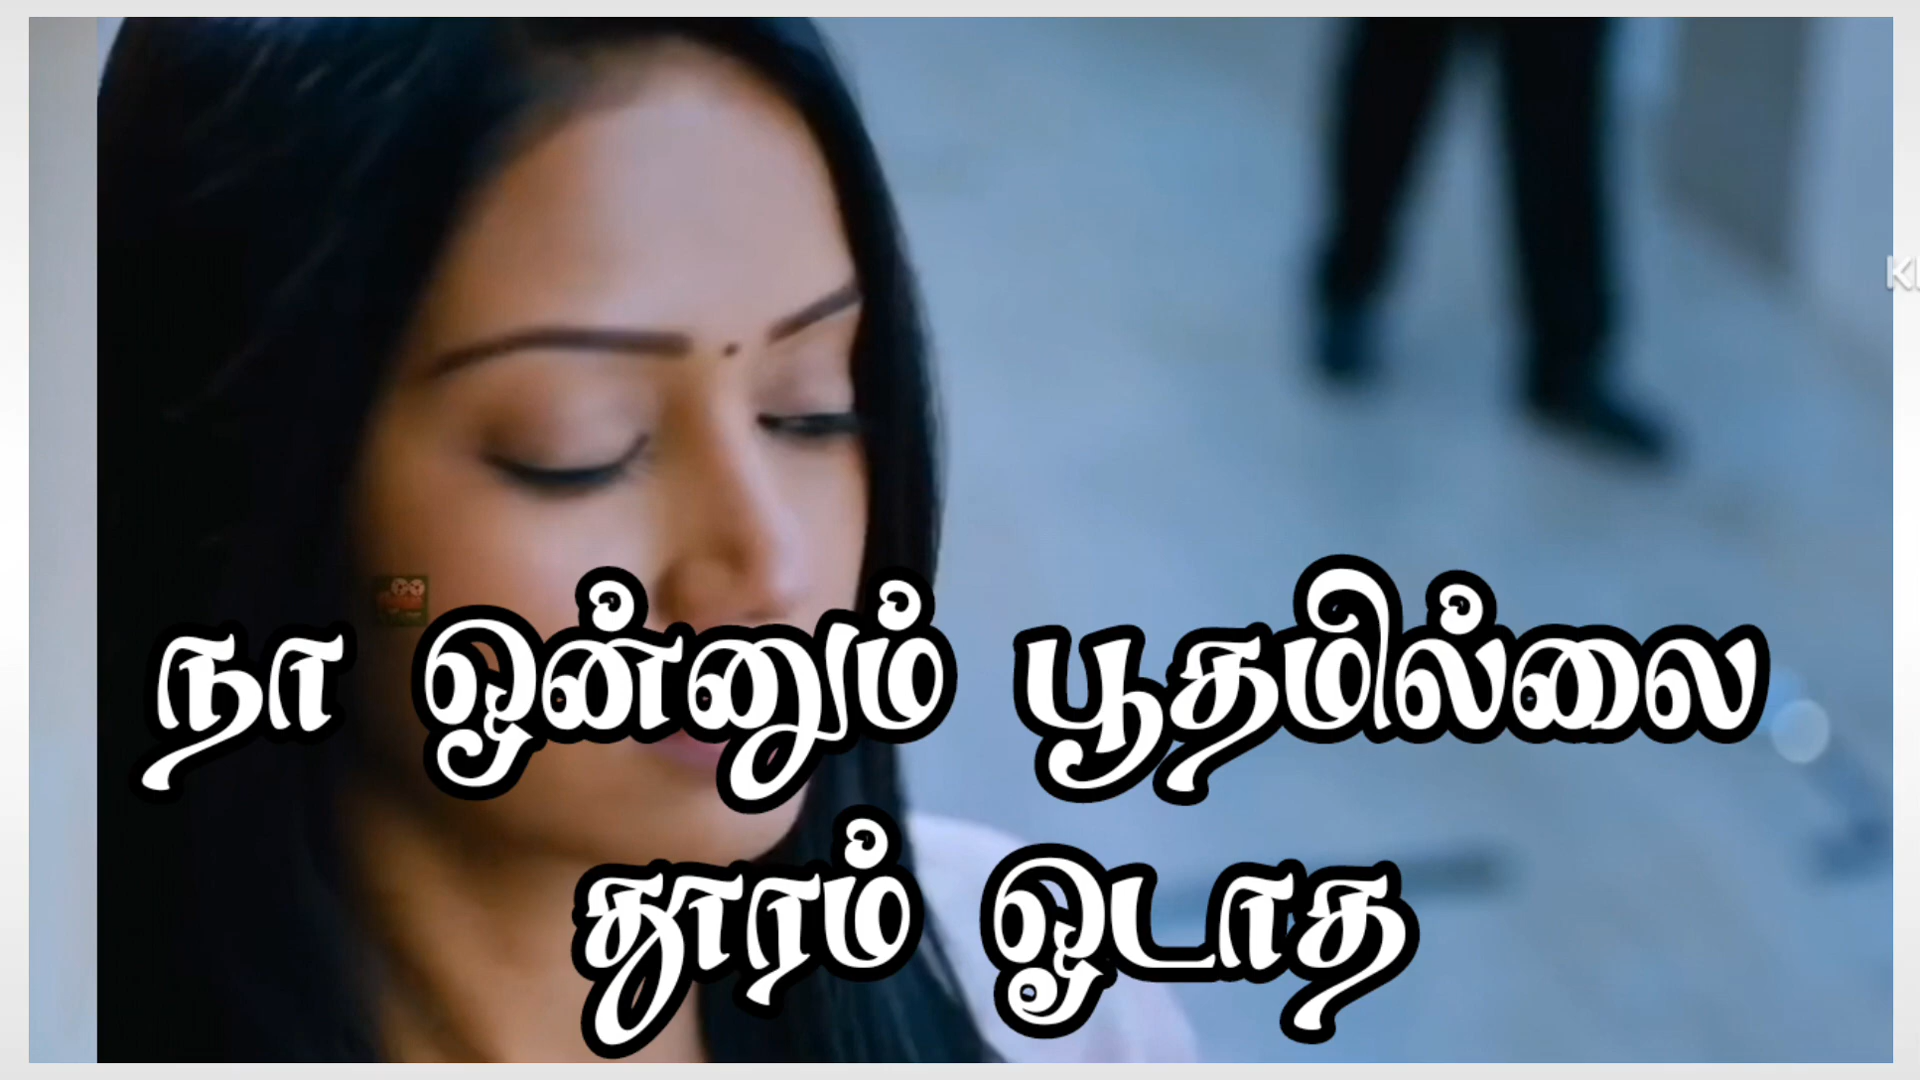 நா ஒன்னும் பூதமில்லை
தூரம் ஓடாத